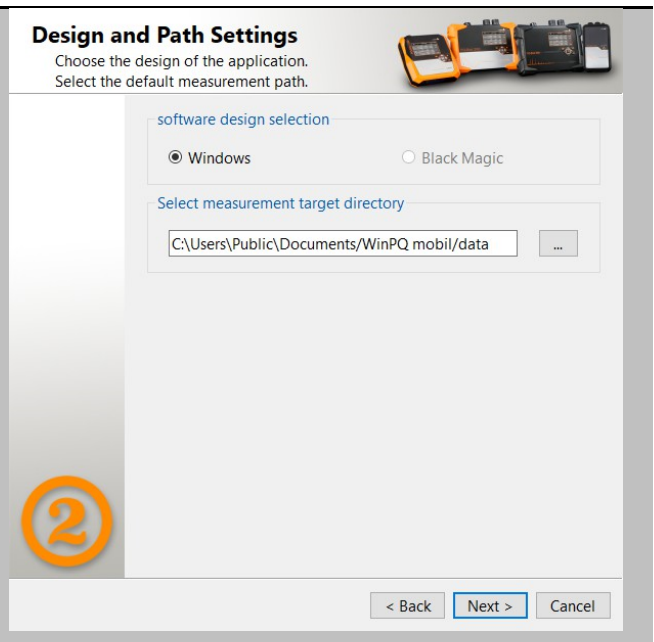 Design and Path Settings
Choose the design of the application.
Select the default measurement path.
software design selection
Windows
Black Magic
Select measurement target directory
C:\Users\Public\Documents/WinPQ mobil/data
...
2
< Back
Next >
Cancel